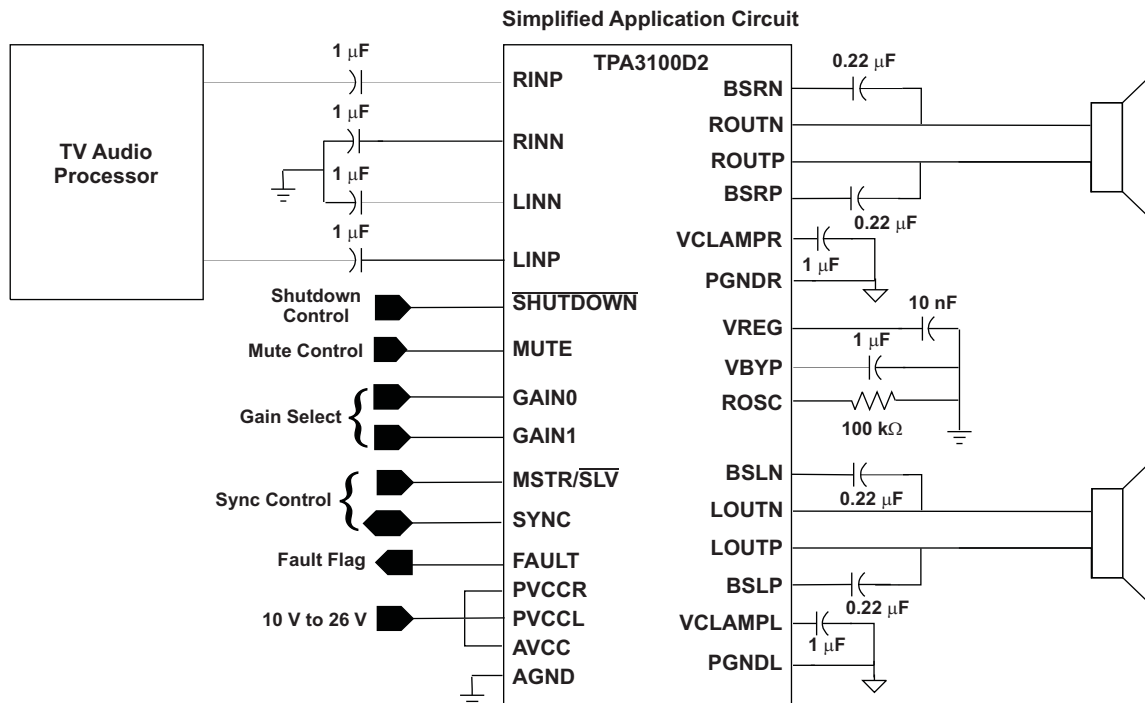 Simplified Application Circuit
TV Audio
Processor
1 μF
1 μF
1 μF
1 μF
Shutdown
Control
Mute Control
Gain Select
Sync Control
Fault Flag
10 V to 26 V
TPA3100D2
RINP
RINN
LINN
LINP
SHUTDOWN
MUTE
GAIN0
GAIN1
MSTR/SLV
SYNC
FAULT
PVCCR
PVCCL
AVCC
AGND
BSRN
ROUTN
ROUTP
BSRP
VCLAMPR
PGNDR
VREG
VBYP
ROSC
BSLN
LOUTN
LOUTP
BSLP
VCLAMPL
PGNDL
0.22 μF
0.22 μF
1 μF
10 nF
1 μF
100 kΩ
0.22 μF
0.22 μF
1 μF